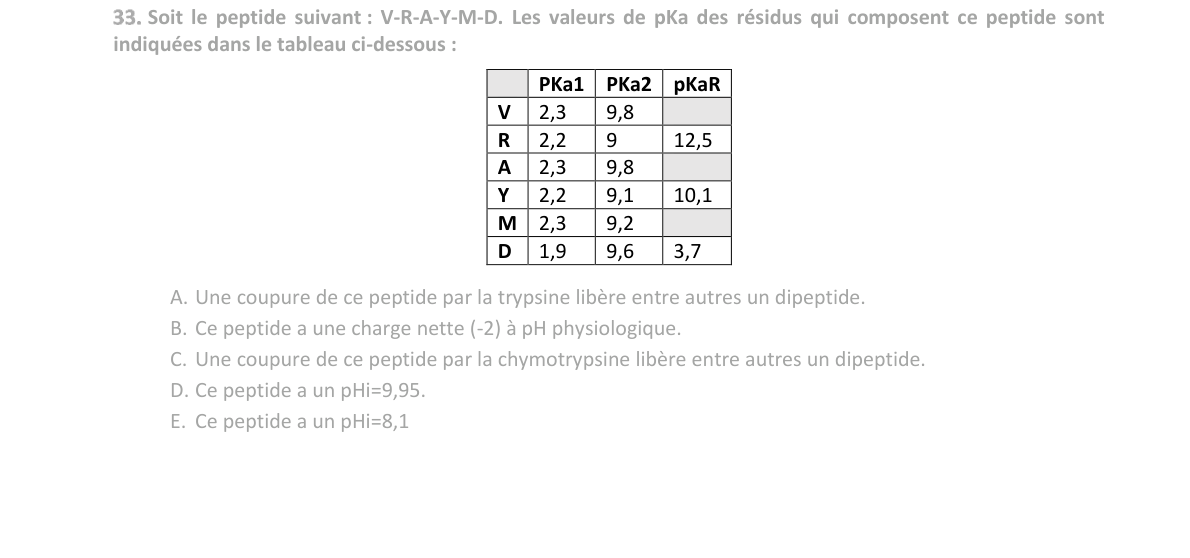 33. Soit le peptide suivant : V-R-A-Y-M-D. Les valeurs de pKa des résidus qui composent ce peptide sont
indiquées dans le tableau ci-dessous :
PKa1 PKa2 pKaR
V 2,3 9,8
R 2,2 9 12,5
A 2,3 9,8
Y 2,2 9,1 10,1
M 2,3 9,2
D 1,9 9,6 3,7
A. Une coupure de ce peptide par la trypsine libère entre autres un dipeptide.
B. Ce peptide a une charge nette (-2) à pH physiologique.
C. Une coupure de ce peptide par la chymotrypsine libère entre autres un dipeptide.
D. Ce peptide a un pHi=9,95.
E. Ce peptide a un pHi=8,1